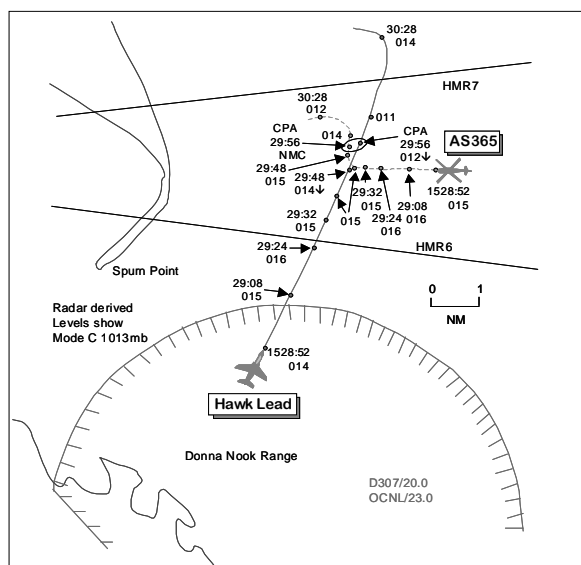 30:28
014
HMR7
30:28
012
011
CPA
29:56
014
CPA
29:56
012↓
AS365
NMC
29:48
015
29:48
014↓
015
29:32
015
29:24
016
29:08
016
1528:52
015
29:32
015
29:24
016
HMR6
Spurn Point
29:08
015
0 1
NM
Radar derived
Levels show
Mode C 1013mb
1528:52
014
Hawk Lead
Donna Nook Range
D307/20.0
OCNL/23.0